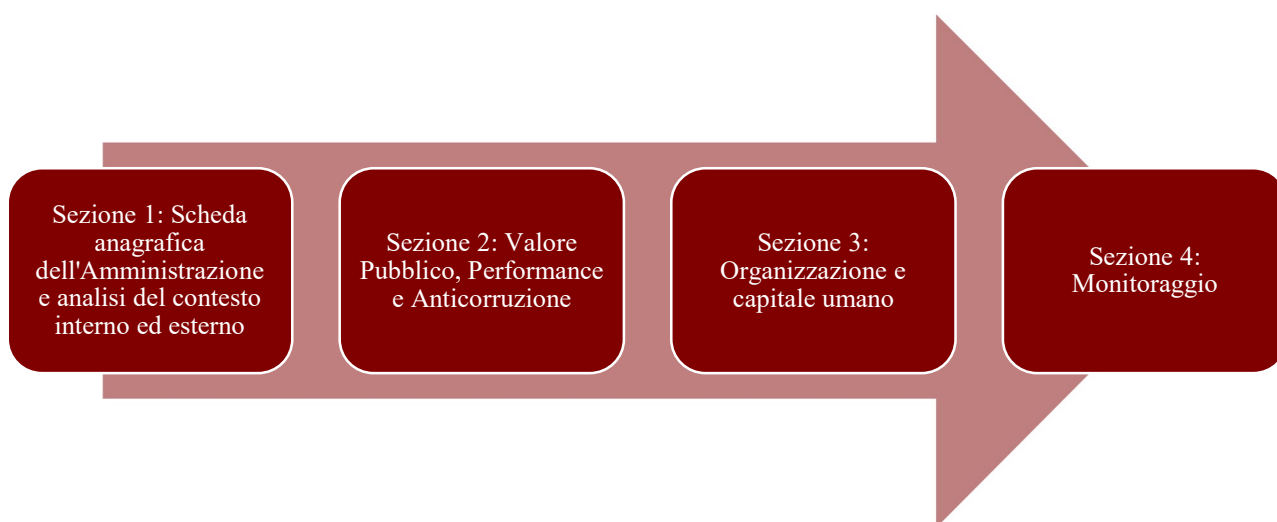 Sezione 1: Scheda
anagrafica
dell'Amministrazione
e analisi del contesto
interno ed esterno
Sezione 2: Valore
Pubblico, Performance
e Anticorruzione
Sezione 3:
Organizzazione e
capitale umano
Sezione 4:
Monitoraggio